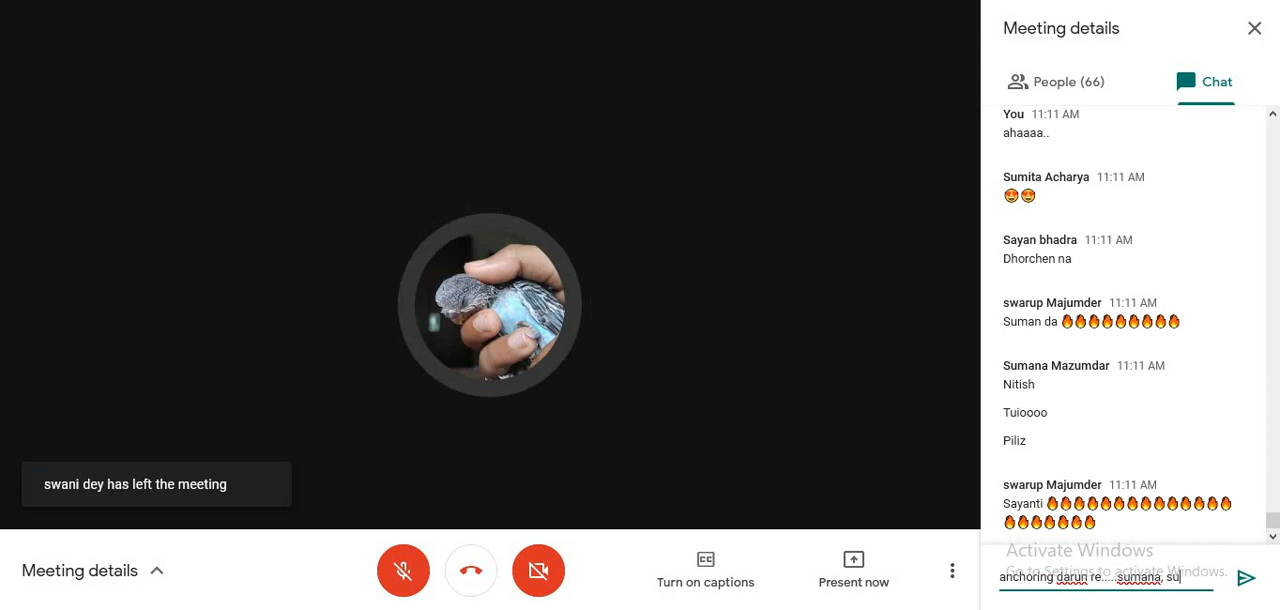 Meeting details
People (66)
Chat
You 11:11 AM
ahaaaa..
Sumita Acharya 11:11 AM
Sayan bhadra 11:11 AM
Dhorchen na
swarup Majumder 11:11 AM
Suman da 🔥🔥🔥🔥🔥🔥🔥🔥🔥
Sumana Mazumdar 11:11 AM
Nitish
Tuioooo
Piliz
swarup Majumder 11:11 AM
Sayanti 🔥🔥🔥🔥🔥🔥🔥🔥🔥🔥🔥🔥🔥🔥
🔥🔥🔥🔥🔥🔥🔥
Activate Windows
Go to Settings to activate Windows.
anchoring darun re.....sumana, su
swani dey has left the meeting
Meeting details
CC
Turn on captions
Present now